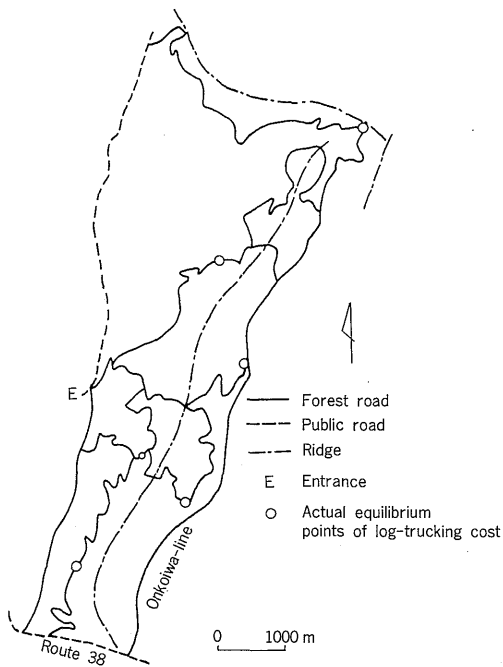 E
Forest road
Public road
Ridge
E Entrance
Actual equilibrium
points of log-trucking cost
Onkoiwa-line
Route 38
0 1000 m